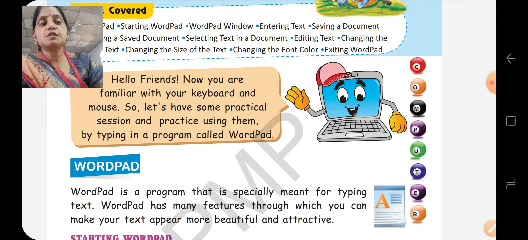 Covered
Pad •Starting WordPad •WordPad Window •Entering Text •Saving a Document
ng a Saved Document •Selecting Text in a Document •Editing Text •Changing the
Text •Changing the Size of the Text •Changing the Font Color •Exiting WordPad
Hello Friends! Now you are
familiar with your keyboard and
mouse. So, let's have some practical
session and practice using them,
by typing in a program called WordPad.
WORDPAD
WordPad is a program that is specially meant for typing
text. WordPad has many features through which you can
make your text appear more beautiful and attractive.
STARTING WORDPAD
C
O
M
P
U
T
E
R
A
PMP